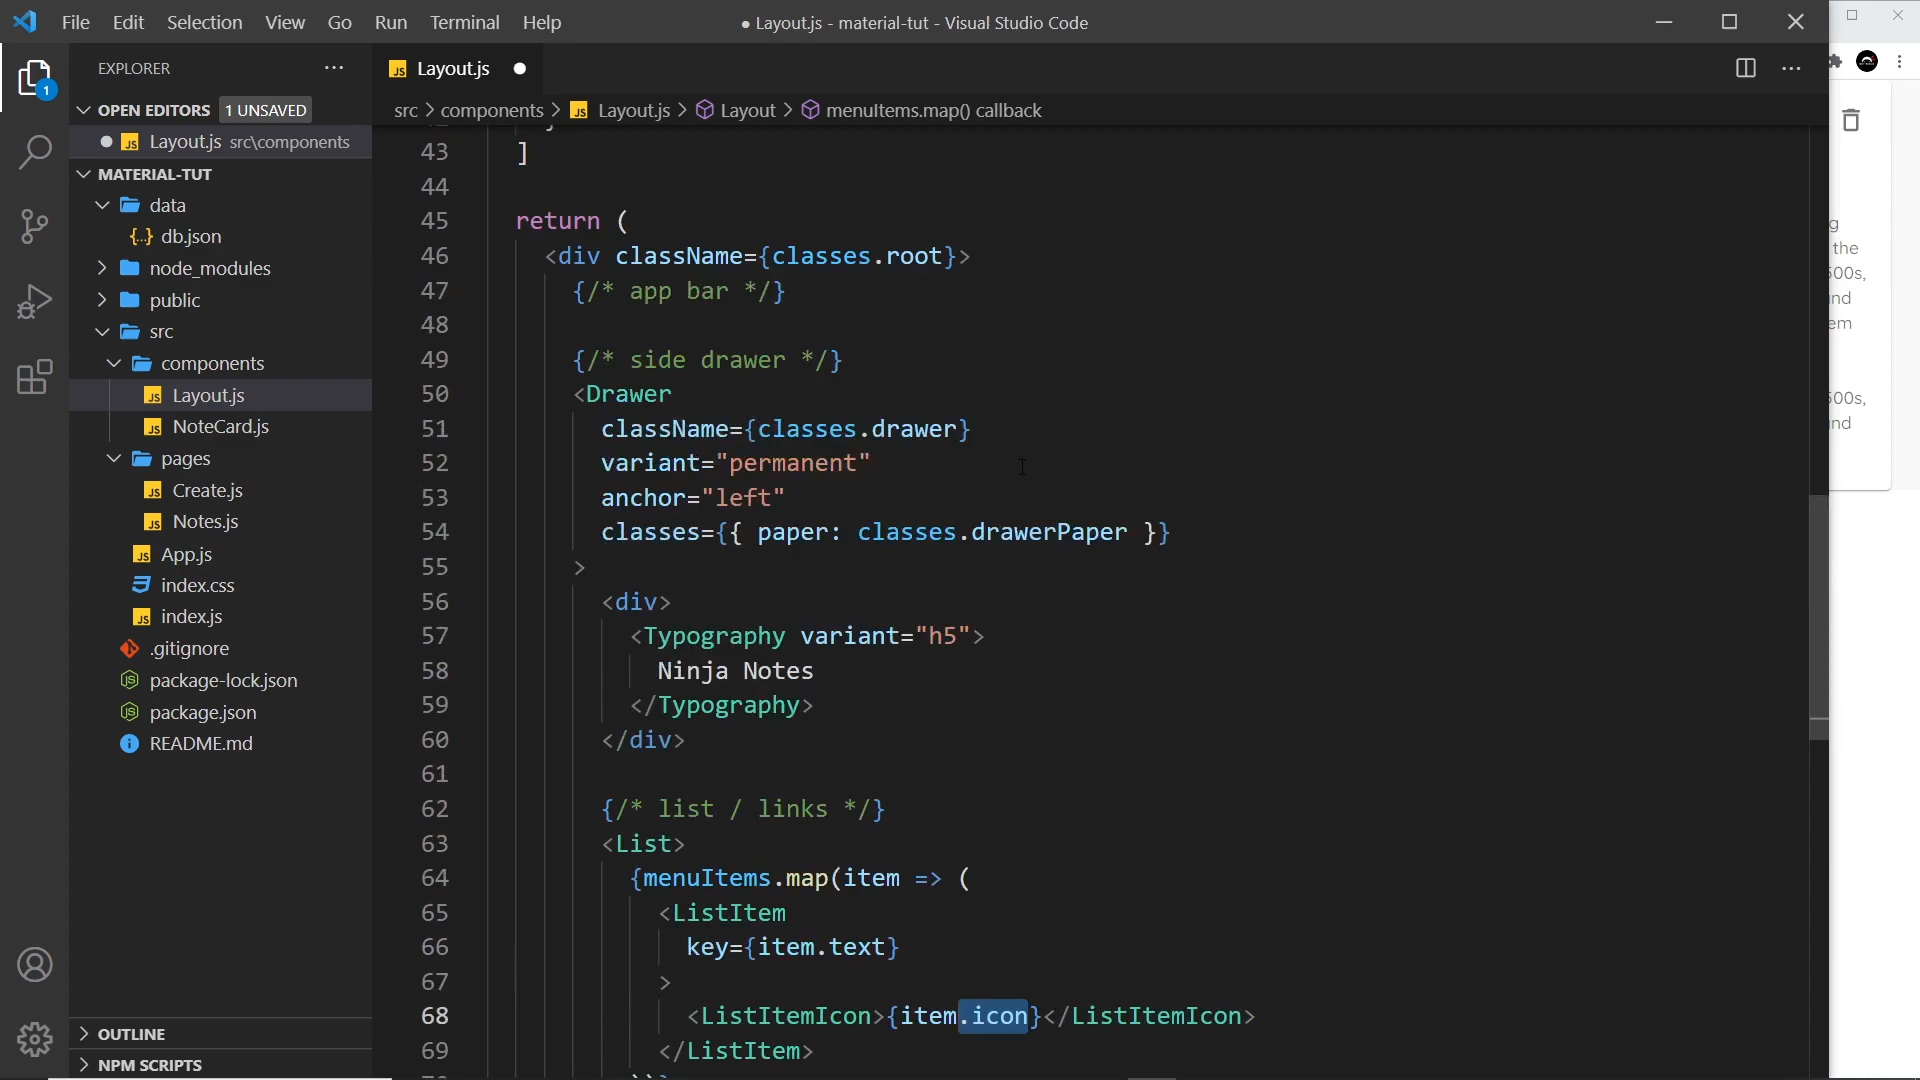 File Edit Selection View Go Run Terminal Help
● Layout.js - material-tut - Visual Studio Code
EXPLORER
Layout.js
OPEN EDITORS 1 UNSAVED
Layout.js src\components
MATERIAL-TUT
data
db.json
node_modules
public
src
components
Layout.js
NoteCard.js
pages
Create.js
Notes.js
App.js
index.css
index.js
.gitignore
package-lock.json
package.json
README.md
OUTLINE
NPM SCRIPTS
1
src > components > Layout.js > Layout > menuItems.map() callback
43 ]
44
45 return (
46 <div className={classes.root}>
47 {/* app bar */}
48
49 {/* side drawer */}
50 <Drawer
51 className={classes.drawer}
52 variant="permanent"
53 anchor="left"
54 classes={{ paper: classes.drawerPaper }}
55 >
56 <div>
57 <Typography variant="h5">
58 Ninja Notes
59 </Typography>
60 </div>
61
62 {/* list / links */}
63 <List>
64 {menuItems.map(item => (
65 <ListItem
66 key={item.text}
67 >
68 <ListItemIcon>{item.icon}</ListItemIcon>
69 </ListItem>
g
the
500s,
nd
em
500s,
nd